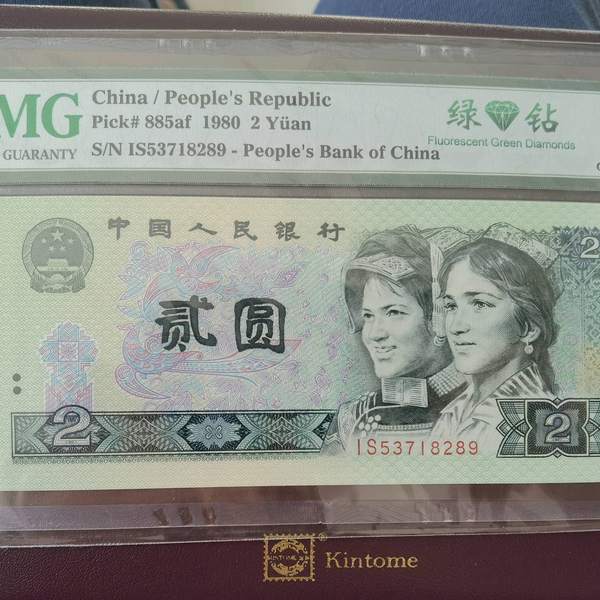 MG
GUARANTY
China / People's Republic
Pick# 885af 1980 2 Yüan
S/N IS53718289 - People's Bank of China
绿 钻
Fluorescent Green Diamonds
中国人民银行
2
贰圆
2
2
IS53718289
Kintome